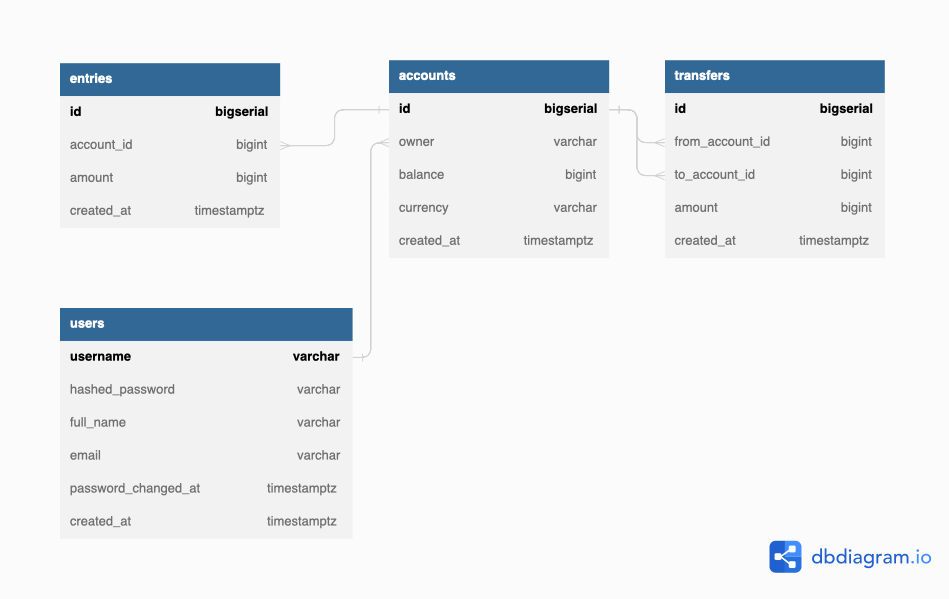 entries
id bigserial
account_id bigint
amount bigint
created_at timestamptz
accounts
id bigserial
owner varchar
balance bigint
currency varchar
created_at timestamptz
transfers
id bigserial
from_account_id bigint
to_account_id bigint
amount bigint
created_at timestamptz
users
username varchar
hashed_password varchar
full_name varchar
email varchar
password_changed_at timestamptz
created_at timestamptz
dbdiagram.io